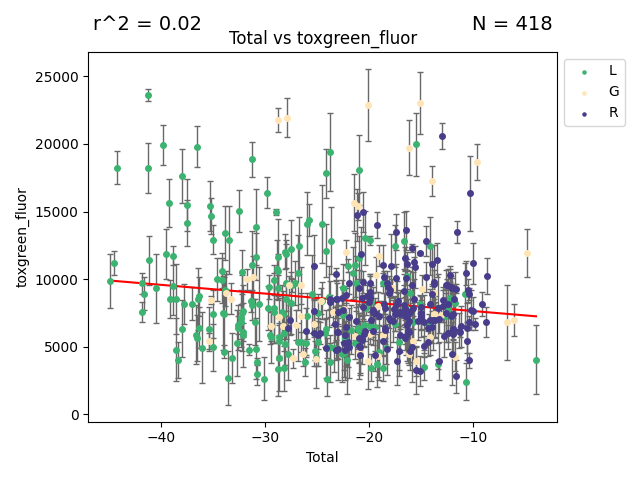 r^2 = 0.02
N = 418
Total vs toxgreen_fluor
25000
20000
15000
10000
5000
0
toxgreen_fluor
−40
−30
−20
−10
Total
L
G
R